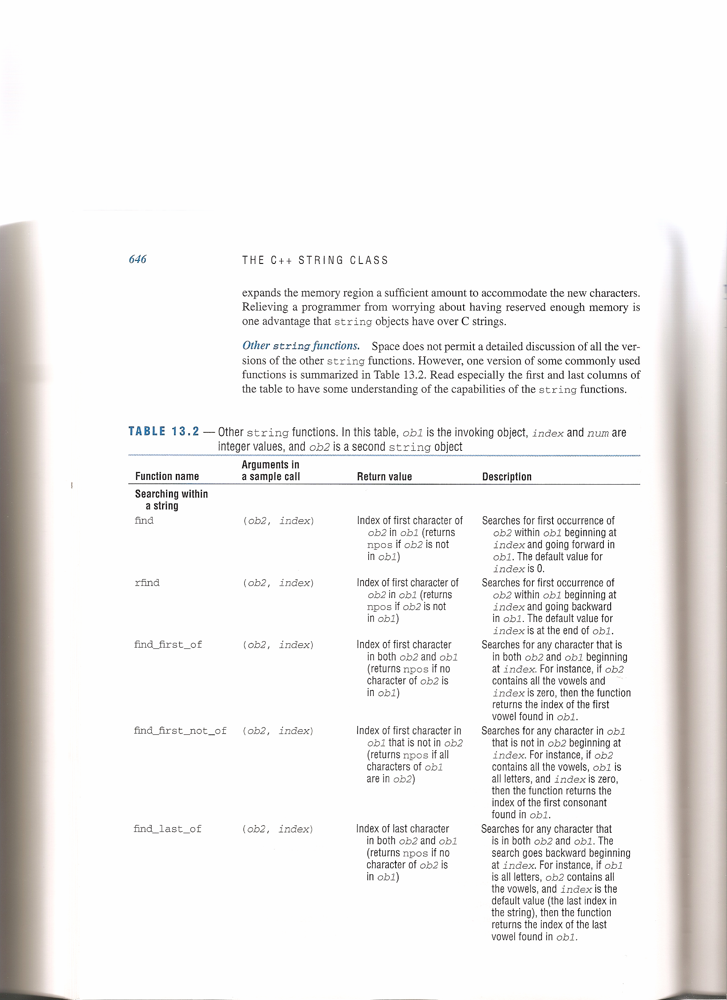 646 THE C++ STRING CLASS
expands the memory region a sufficient amount to accommodate the new characters.
Relieving a programmer from worrying about having reserved enough memory is
one advantage that string objects have over C strings.
Other string functions. Space does not permit a detailed discussion of all the ver-
sions of the other string functions. However, one version of some commonly used
functions is summarized in Table 13.2. Read especially the first and last columns of
the table to have some understanding of the capabilities of the string functions.
TABLE 13.2 — Other string functions. In this table, ob1 is the invoking object, index and num are
integer values, and ob2 is a second string object
Function name
Arguments in
a sample call
Return value
Description
Searching within
a string
find
(ob2, index)
Index of first character of
ob2 in ob1 (returns
npos if ob2 is not
in ob1)
Searches for first occurrence of
ob2 within ob1 beginning at
index and going forward in
ob1. The default value for
index is 0.
rfind
(ob2, index)
Index of first character of
ob2 in ob1 (returns
npos if ob2 is not
in ob1)
Searches for first occurrence of
ob2 within ob1 beginning at
index and going backward
in ob1. The default value for
index is at the end of ob1.
find_first_of
(ob2, index)
Index of first character
in both ob2 and ob1
(returns npos if no
character of ob2 is
in ob1)
Searches for any character that is
in both ob2 and ob1 beginning
at index. For instance, if ob2
contains all the vowels and
index is zero, then the function
returns the index of the first
vowel found in ob1.
find_first_not_of
(ob2, index)
Index of first character in
ob1 that is not in ob2
(returns npos if all
characters of ob1
are in ob2)
Searches for any character in ob1
that is not in ob2 beginning at
index. For instance, if ob2
contains all the vowels, ob1 is
all letters, and index is zero,
then the function returns the
index of the first consonant
found in ob1.
find_last_of
(ob2, index)
Index of last character
in both ob2 and ob1
(returns npos if no
character of ob2 is
in ob1)
Searches for any character that
is in both ob2 and ob1. The
search goes backward beginning
at index. For instance, if ob1
is all letters, ob2 contains all
the vowels, and index is the
default value (the last index in
the string), then the function
returns the index of the last
vowel found in ob1.